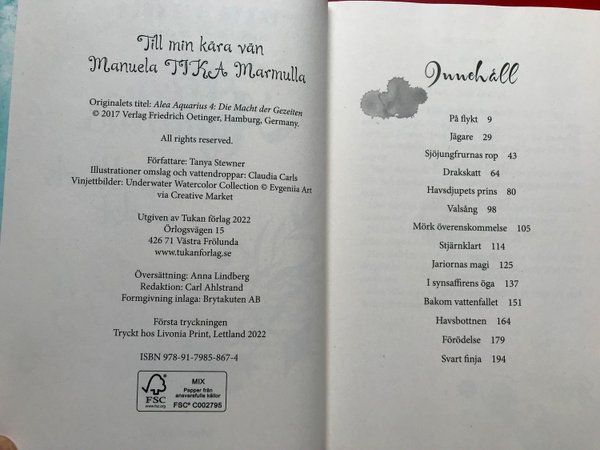 Till min kära vän
Manuela TIKA Marmulla
Originalets titel: Alea Aquarius 4: Die Macht der Gezeiten
© 2017 Verlag Friedrich Oetinger, Hamburg, Germany.
All rights reserved.
Författare: Tanya Stewner
Illustrationer omslag och vattendroppar: Claudia Carls
Vinjettbilder: Underwater Watercolor Collection © Evgeniia Art
via Creative Market
Utgiven av Tukan förlag 2022
Örlogsvägen 15
426 71 Västra Frölunda
www.tukanforlag.se
Översättning: Anna Lindberg
Redaktion: Carl Ahlstrand
Formgivning inlaga: Brytakuten AB
Första tryckningen
Tryckt hos Livonia Print, Lettland 2022
ISBN 978-91-7985-867-4
FSC
www.fsc.org
MIX
Papper från
ansvarsfulla källor
FSC® C002795
Innehåll
På flykt 9
Jägare 29
Sjöjungfrurnas rop 43
Drakskatt 64
Havsdjupets prins 80
Valsång 98
Mörk överenskommelse 105
Stjärnklart 114
Jariornas magi 125
I synsaffirens öga 137
Bakom vattenfallet 151
Havsbottnen 164
Förödelse 179
Svart finja 194